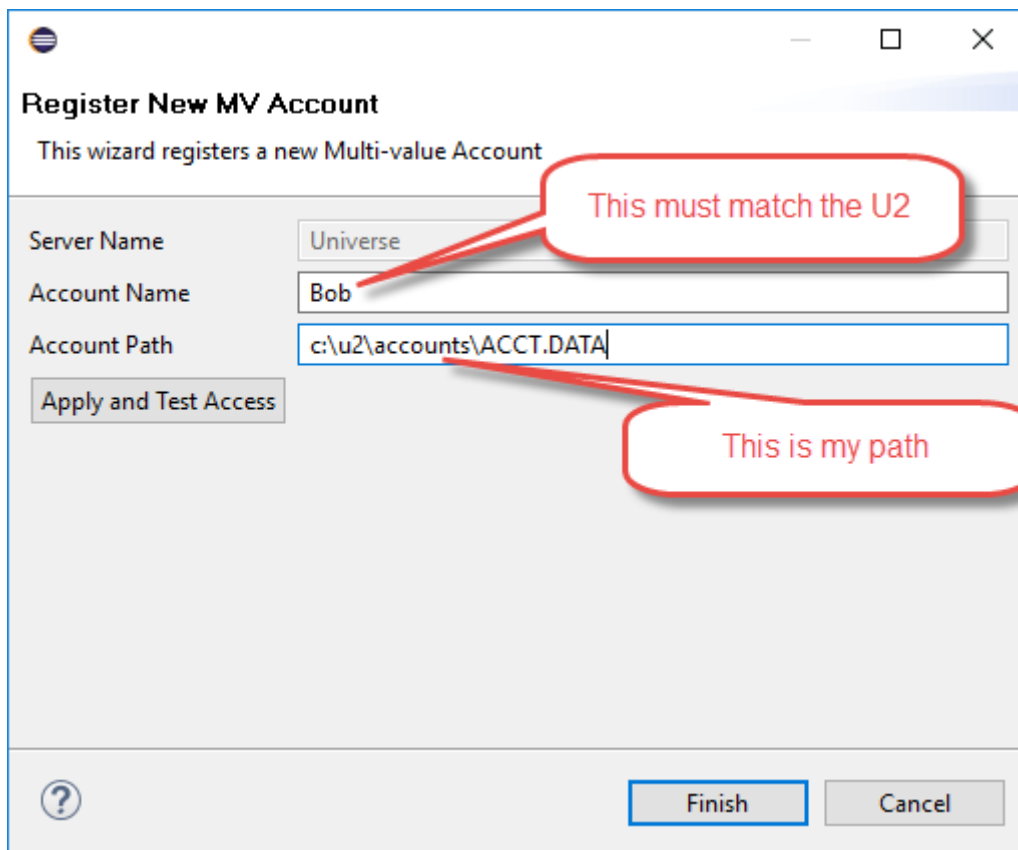 Register New MV Account
This wizard registers a new Multi-value Account
This must match the U2
Server Name
Universe
Account Name
Bob
Account Path
c:\u2\accounts\ACCT.DATA
Apply and Test Access
This is my path
?
Finish
Cancel